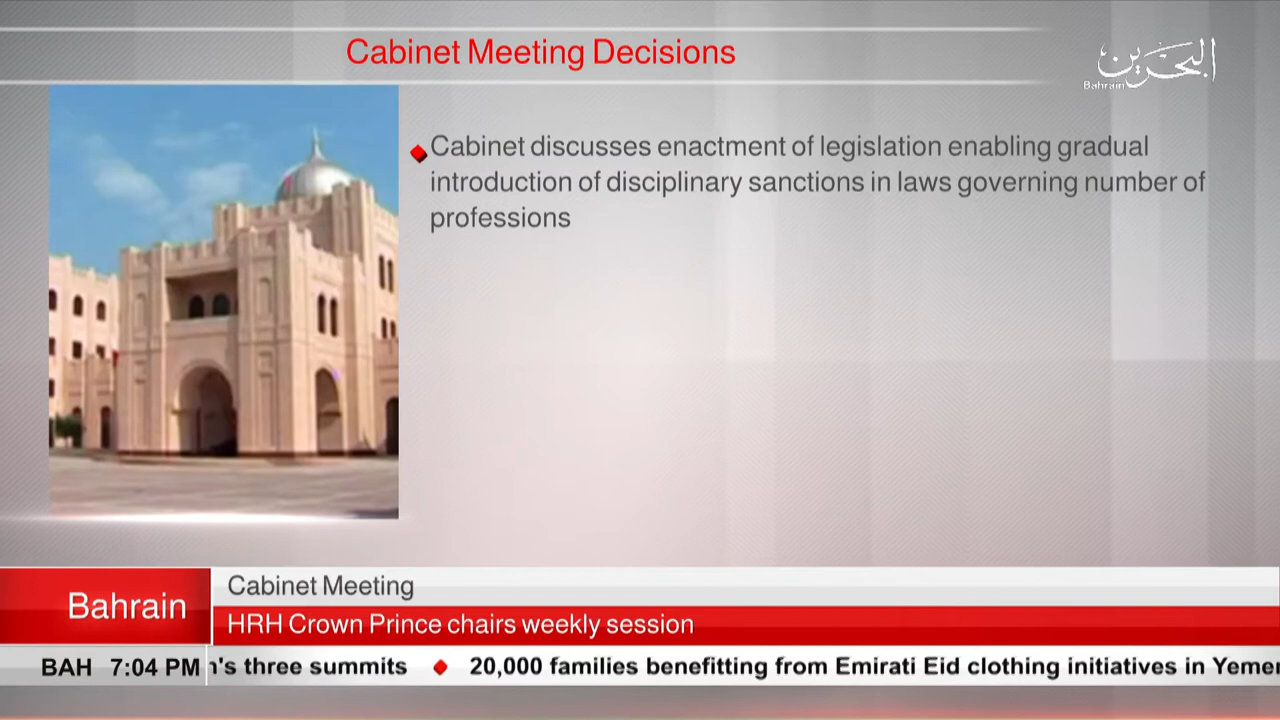 Cabinet Meeting Decisions
البحرين
Bahrain
Cabinet discusses enactment of legislation enabling gradual
introduction of disciplinary sanctions in laws governing number of
professions
Cabinet Meeting
Bahrain
HRH Crown Prince chairs weekly session
BAH 7:04 PM 's three summits 20,000 families benefitting from Emirati Eid clothing initiatives in Yeme